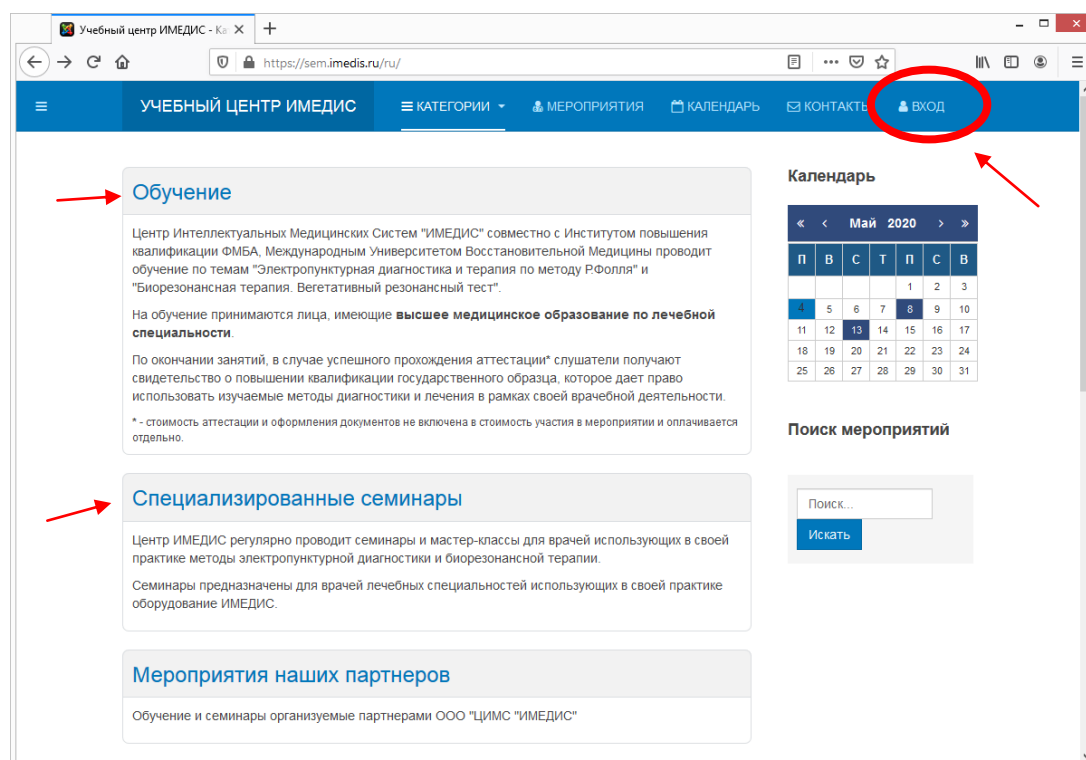 Учебный центр ИМЕДИС - Ка
https://sem.imedis.ru/ru/
УЧЕБНЫЙ ЦЕНТР ИМЕДИС
КАТЕГОРИИ
МЕРОПРИЯТИЯ
КАЛЕНДАРЬ
КОНТАКТЫ
ВХОД
Обучение
Центр Интеллектуальных Медицинских Систем "ИМЕДИС" совместно с Институтом повышения
квалификации ФМБА, Международным Университетом Восстановительной Медицины проводит
обучение по темам "Электропунктурная диагностика и терапия по методу Р.Фолля" и
"Биорезонансная терапия. Вегетативный резонансный тест".
На обучение принимаются лица, имеющие высшее медицинское образование по лечебной
специальности.
По окончании занятий, в случае успешного прохождения аттестации* слушатели получают
свидетельство о повышении квалификации государственного образца, которое дает право
использовать изучаемые методы диагностики и лечения в рамках своей врачебной деятельности.
* - стоимость аттестации и оформления документов не включена в стоимость участия в мероприятии и оплачивается
отдельно.
Специализированные семинары
Центр ИМЕДИС регулярно проводит семинары и мастер-классы для врачей использующих в своей
практике методы электропунктурной диагностики и биорезонансной терапии.
Семинары предназначены для врачей лечебных специальностей использующих в своей практике
оборудование ИМЕДИС.
Мероприятия наших партнеров
Обучение и семинары организуемые партнерами ООО "ЦИМС "ИМЕДИС"
Календарь
« ‹ Май 2020 › »
П В С Т П С В
1 2 3
4 5 6 7 8 9 10
11 12 13 14 15 16 17
18 19 20 21 22 23 24
25 26 27 28 29 30 31
Поиск мероприятий
Поиск...
Искать